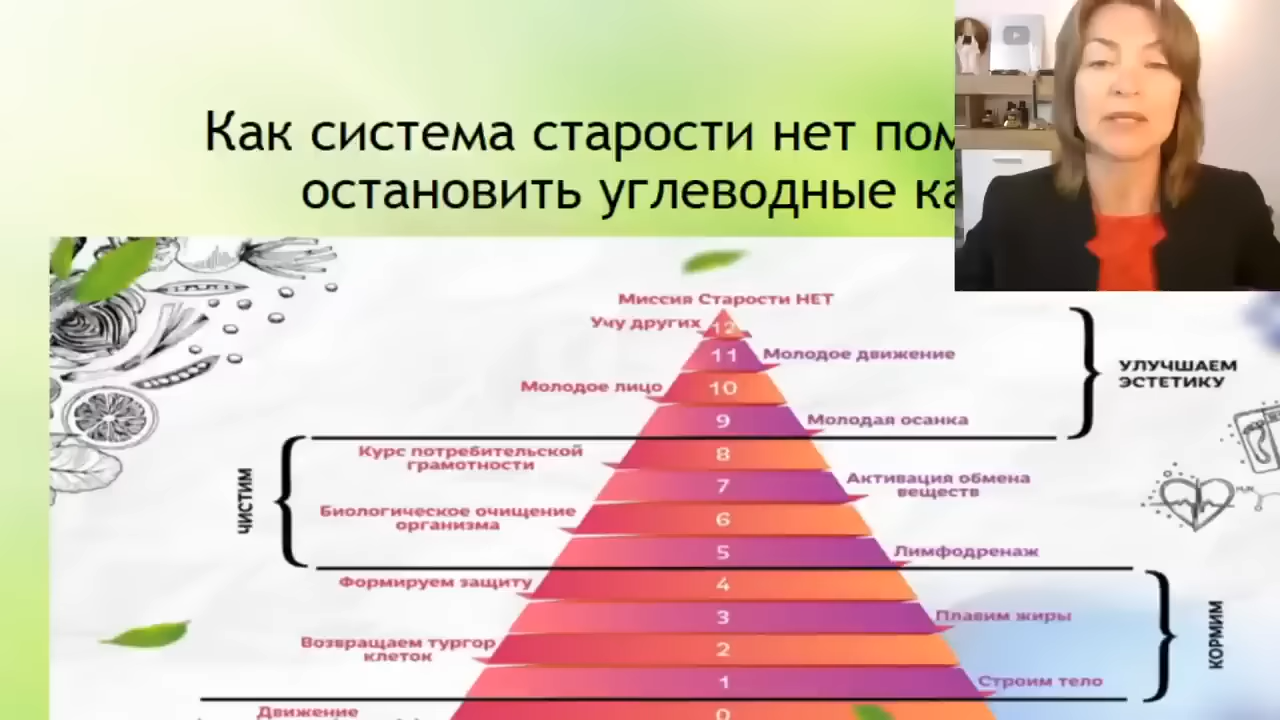 Как система старости нет пом
остановить углеводные ка
Миссия Старости НЕТ
Учу других
12
11
Молодое движение
УЛУЧШАЕМ
ЭСТЕТИКУ
Молодое лицо
10
9
Молодая осанка
Курс потребительской
грамотности
8
7
Активация обмена
веществ
ЧИСТИМ
Биологическое очищение
организма
6
5
Лимфодренаж
Формируем защиту
4
3
Плавим жиры
КОРМИМ
Возвращаем тургор
клеток
2
1
Строим тело
Движение
0